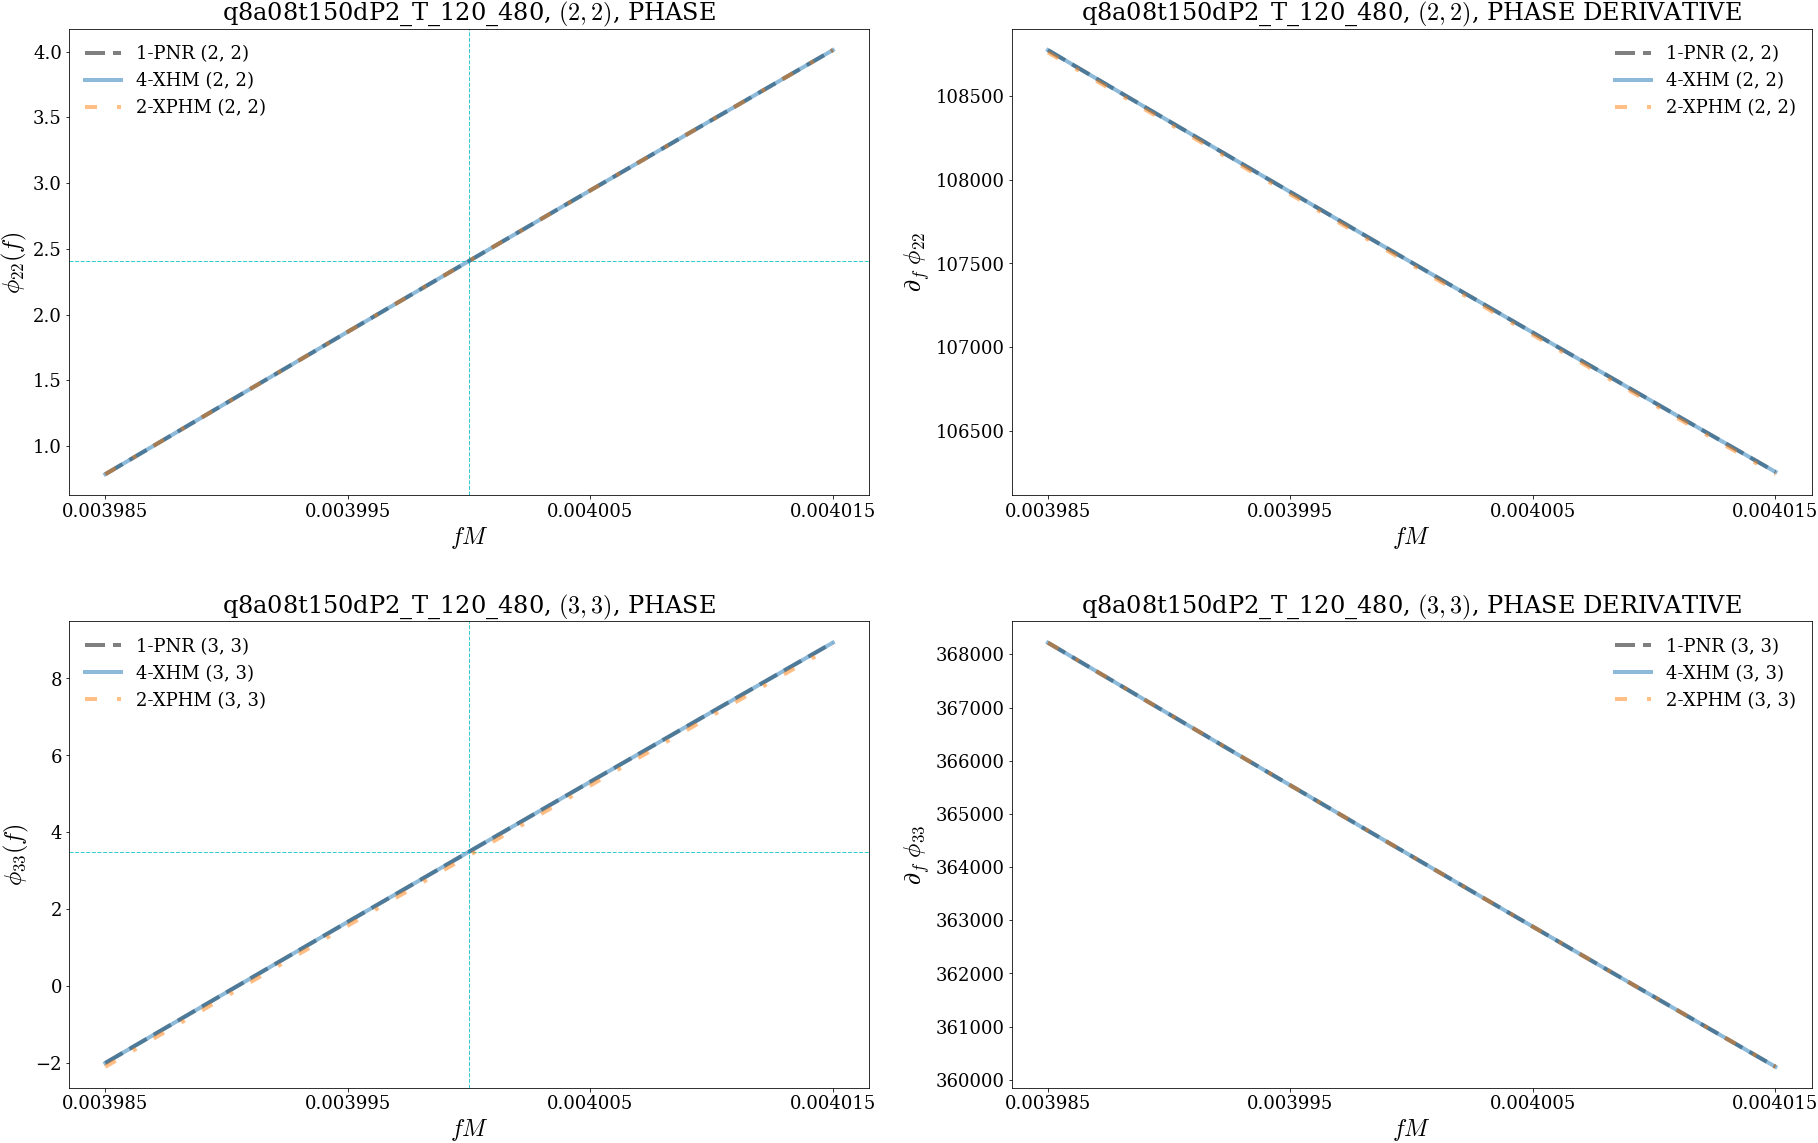 q8a08t150dP2_T_120_480, (2, 2), PHASE
1-PNR (2, 2)
4-XHM (2, 2)
2-XPHM (2, 2)
4.0
3.5
3.0
2.5
2.0
1.5
1.0
ϕ22(f)
0.003985
0.003995
0.004005
0.004015
fM
q8a08t150dP2_T_120_480, (2, 2), PHASE DERIVATIVE
1-PNR (2, 2)
4-XHM (2, 2)
2-XPHM (2, 2)
108500
108000
107500
107000
106500
∂f ϕ22
0.003985
0.003995
0.004005
0.004015
fM
q8a08t150dP2_T_120_480, (3, 3), PHASE
1-PNR (3, 3)
4-XHM (3, 3)
2-XPHM (3, 3)
8
6
4
2
0
−2
ϕ33(f)
0.003985
0.003995
0.004005
0.004015
fM
q8a08t150dP2_T_120_480, (3, 3), PHASE DERIVATIVE
1-PNR (3, 3)
4-XHM (3, 3)
2-XPHM (3, 3)
368000
367000
366000
365000
364000
363000
362000
361000
360000
∂f ϕ33
0.003985
0.003995
0.004005
0.004015
fM